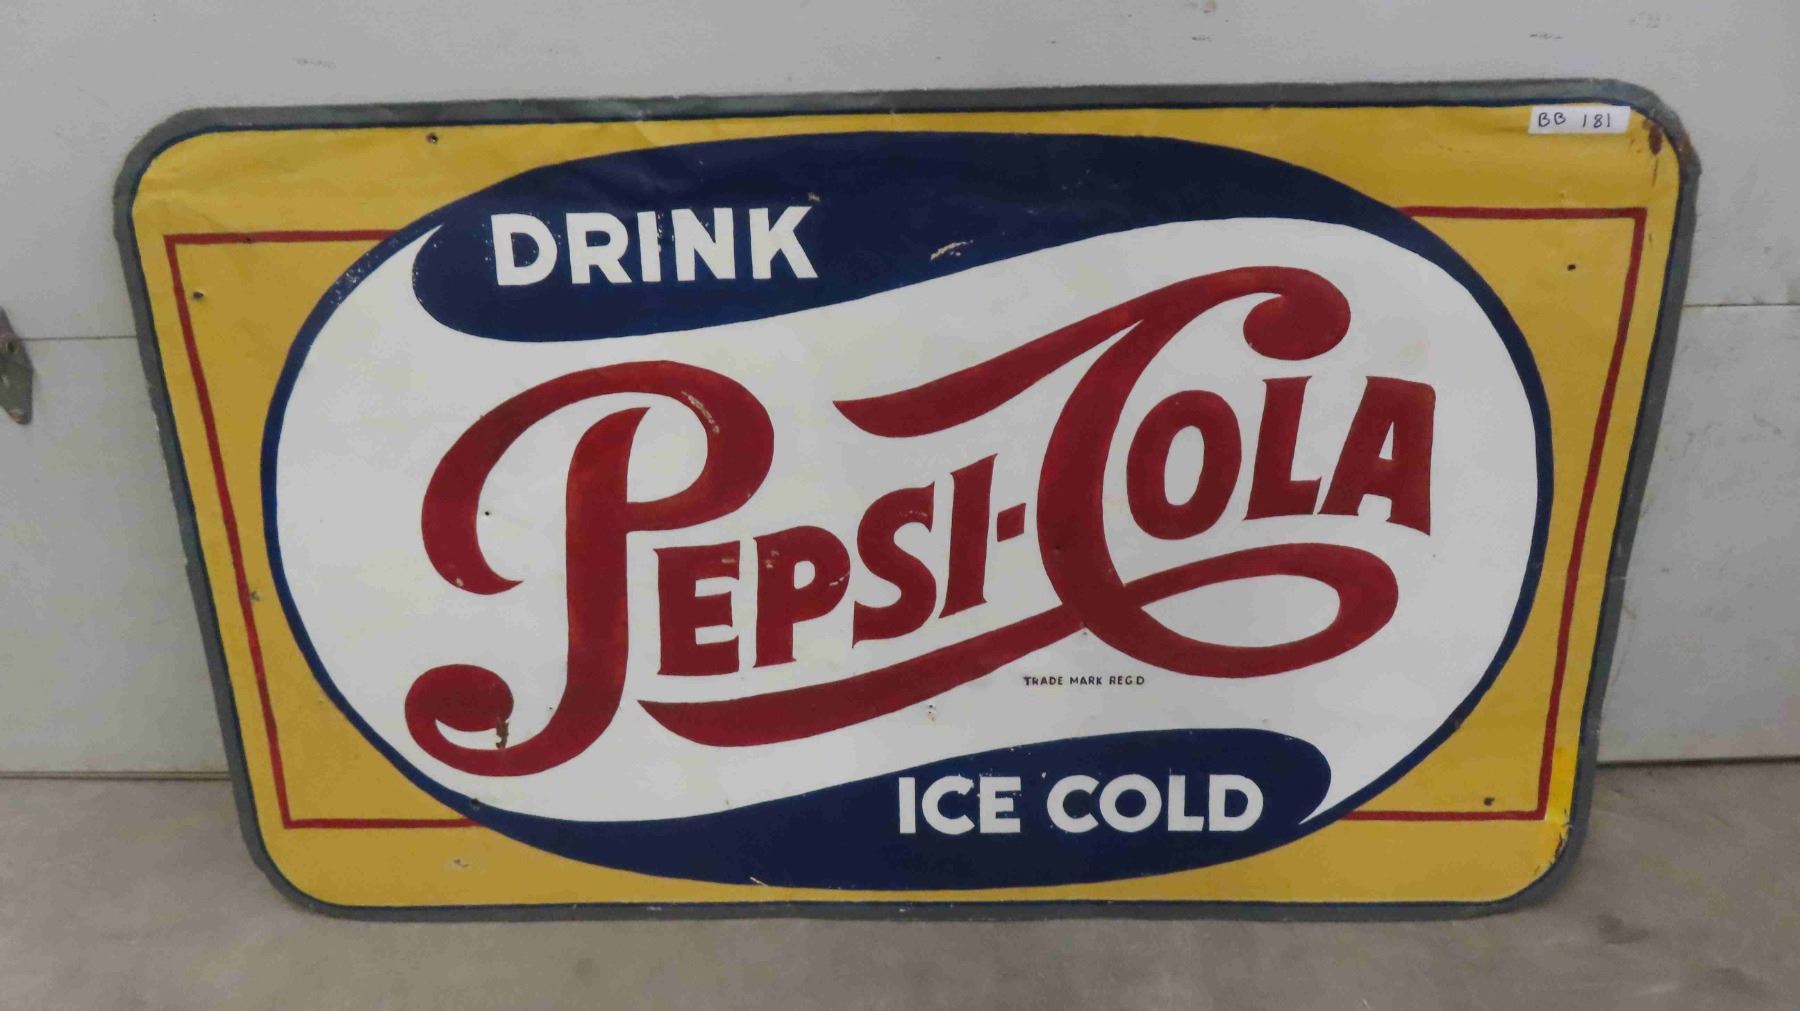 BB 181
DRINK
PEPSI-COLA
TRADE MARK REG'D
ICE COLD